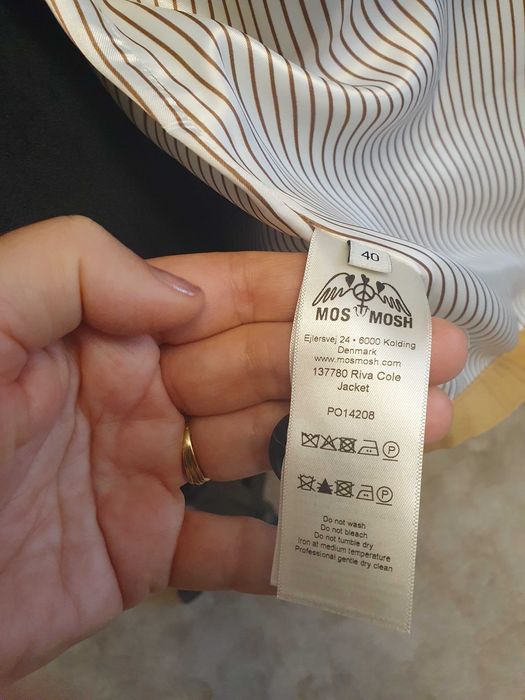 40
MOS MOSH
Ejlersvej 24 • 6000 Kolding
Denmark
www.mosmosh.com
137780 Riva Cole
Jacket
PO14208
P
P
Do not wash
Do not bleach
Do not tumble dry
Iron at medium temperature
Professional gentle dry clean